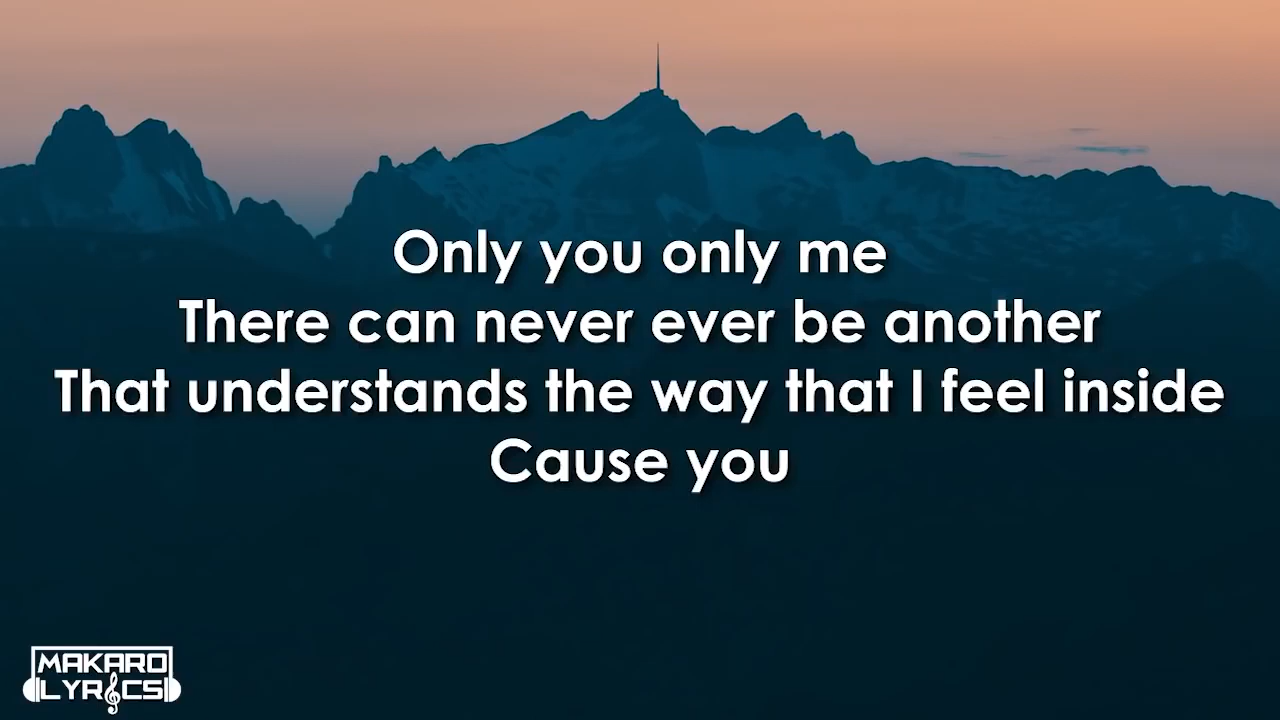 Only you only me
There can never ever be another
That understands the way that I feel inside
Cause you
MAKARO
LYRICS